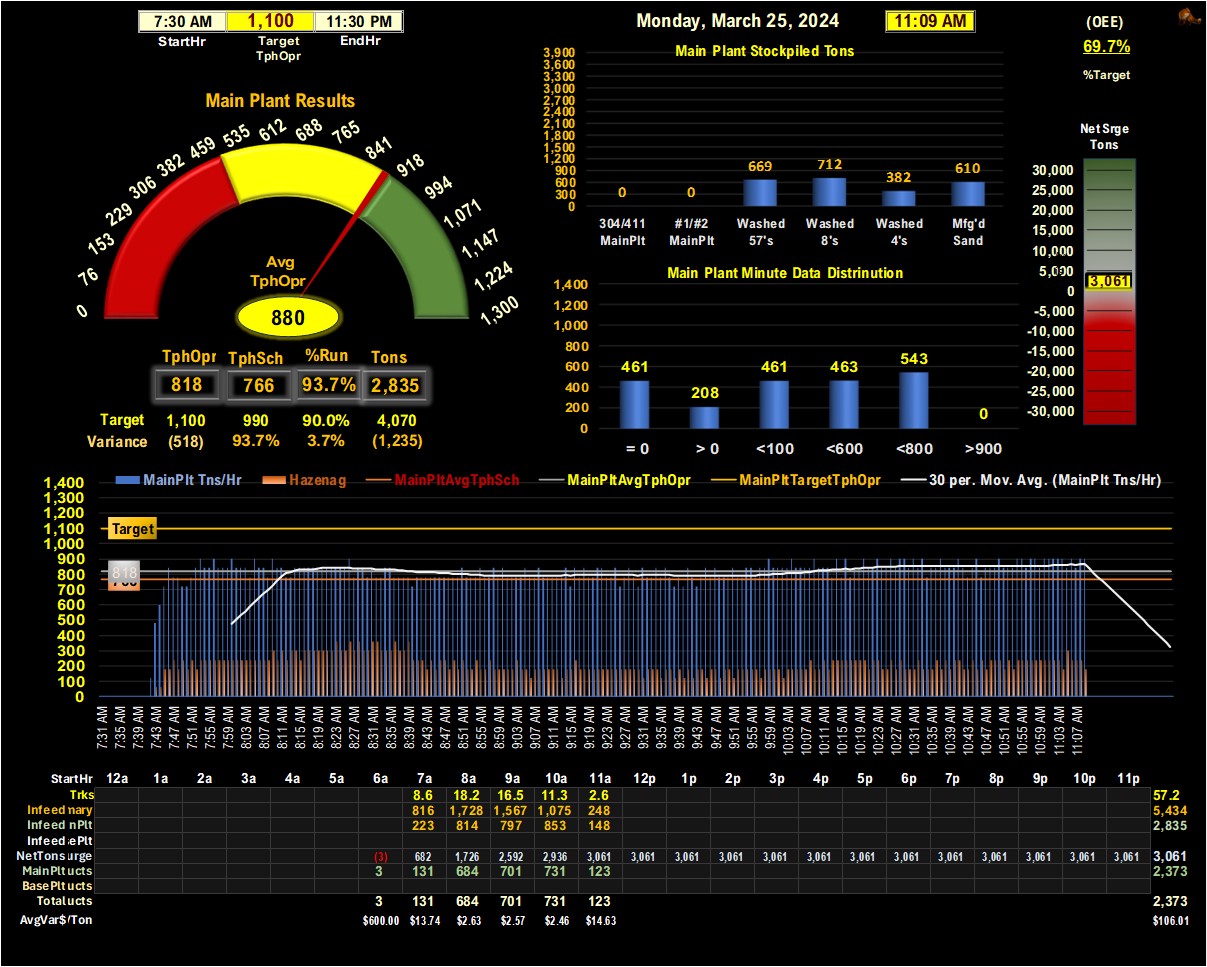 7:30 AM 1,100 11:30 PM
StartHr Target TphOpr EndHr
Monday, March 25, 2024 11:09 AM
(OEE)
69.7%
%Target
Main Plant Results
0 76 153 229 306 382 459 535 612 688 765 841 918 994 1,071 1,147 1,224 1,300
Avg
TphOpr
880
TphOpr TphSch %Run Tons
818 766 93.7% 2,835
Target 1,100 990 90.0% 4,070
Variance (518) 93.7% 3.7% (1,235)
Main Plant Stockpiled Tons
3,900
3,600
3,300
3,000
2,700
2,400
2,100
1,800
1,500
1,200
900
600
300
0
0 0 669 712 382 610
304/411 #1/#2 Washed Washed Washed Mfg'd
MainPlt MainPlt 57's 8's 4's Sand
Main Plant Minute Data Distrinution
1,400
1,200
1,000
800
600
400
200
0
461 208 461 463 543 0
= 0 > 0 <100 <600 <800 >900
Net Srge
Tons
30,000
25,000
20,000
15,000
10,000
5,000
3,061
0
-5,000
-10,000
-15,000
-20,000
-25,000
-30,000
MainPlt Tns/Hr Hazenag MainPltAvgTphSch MainPltAvgTphOpr MainPltTargetTphOpr 30 per. Mov. Avg. (MainPlt Tns/Hr)
1,400
1,300
1,200
1,100
1,000
900
800
700
600
500
400
300
200
100
0
Target
818
7:31 AM 7:35 AM 7:39 AM 7:43 AM 7:47 AM 7:51 AM 7:55 AM 7:59 AM 8:03 AM 8:07 AM 8:11 AM 8:15 AM 8:19 AM 8:23 AM 8:27 AM 8:31 AM 8:35 AM 8:39 AM 8:43 AM 8:47 AM 8:51 AM 8:55 AM 8:59 AM 9:03 AM 9:07 AM 9:11 AM 9:15 AM 9:19 AM 9:23 AM 9:27 AM 9:31 AM 9:35 AM 9:39 AM 9:43 AM 9:47 AM 9:51 AM 9:55 AM 9:59 AM 10:03 AM 10:07 AM 10:11 AM 10:15 AM 10:19 AM 10:23 AM 10:27 AM 10:31 AM 10:35 AM 10:39 AM 10:43 AM 10:47 AM 10:51 AM 10:55 AM 10:59 AM 11:03 AM 11:07 AM
StartHr 12a 1a 2a 3a 4a 5a 6a 7a 8a 9a 10a 11a 12p 1p 2p 3p 4p 5p 6p 7p 8p 9p 10p 11p
Trks 8.6 18.2 16.5 11.3 2.6 57.2
Infeed nary 816 1,728 1,567 1,075 248 5,434
Infeed nPlt 223 814 797 853 148 2,835
Infeed ePlt
NetTons urge (3) 682 1,726 2,592 2,936 3,061 3,061 3,061 3,061 3,061 3,061 3,061 3,061 3,061 3,061 3,061 3,061 3,061 3,061
MainPlt ucts 3 131 684 701 731 123 2,373
BasePlt ucts
Total ucts 3 131 684 701 731 123 2,373
AvgVar$/Ton $600.00 $13.74 $2.63 $2.57 $2.46 $14.63 $106.01